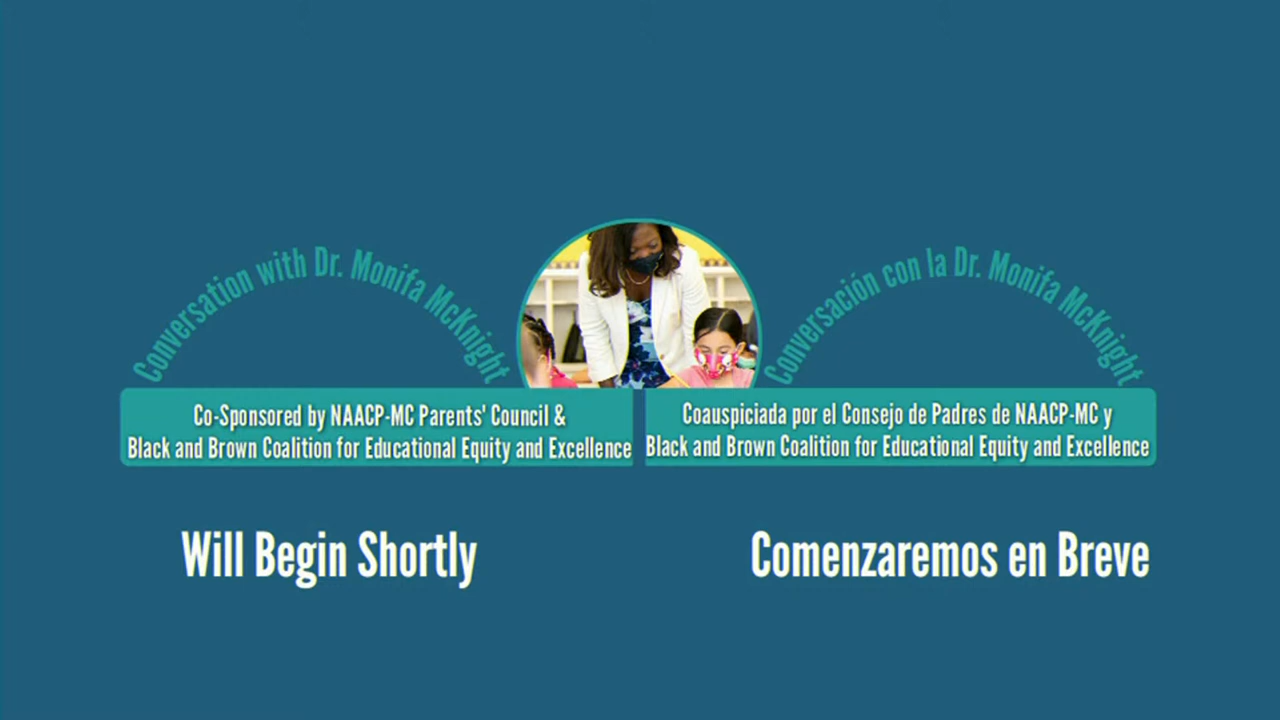 Conversation with Dr. Monifa McKnight
Co-Sponsored by NAACP-MC Parents' Council &
Black and Brown Coalition for Educational Equity and Excellence
Will Begin Shortly
Conversación con la Dr. Monifa McKnight
Coauspiciada por el Consejo de Padres de NAACP-MC y
Black and Brown Coalition for Educational Equity and Excellence
Comenzaremos en Breve